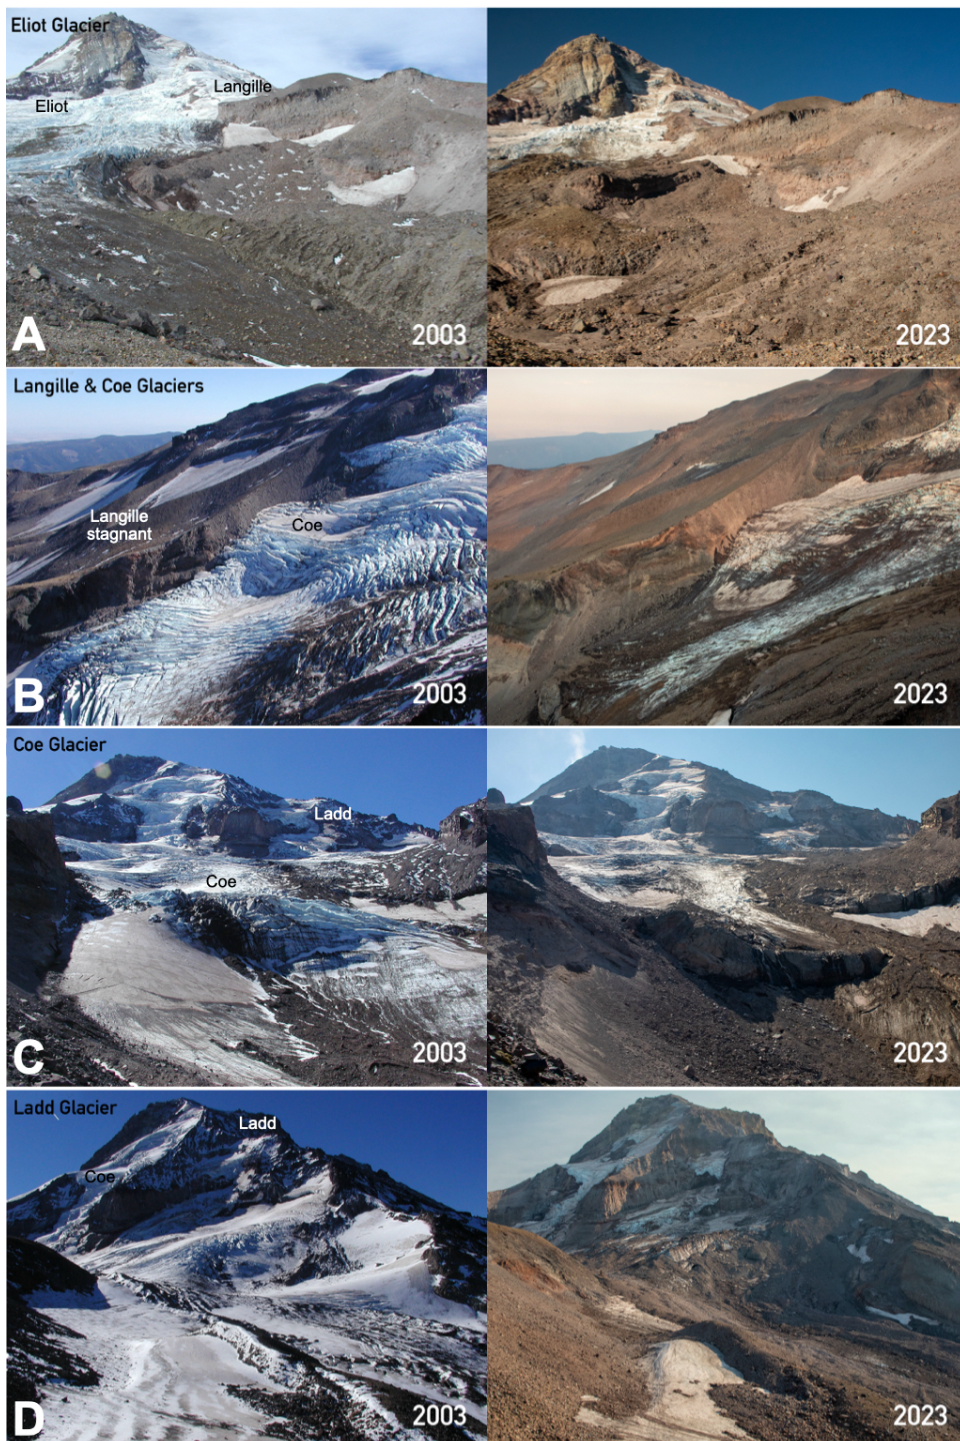 Eliot Glacier
Langille
Eliot
A
2003
2023
Langille & Coe Glaciers
Langille
stagnant
Coe
B
2003
2023
Coe Glacier
Ladd
Coe
C
2003
2023
Ladd Glacier
Ladd
Coe
D
2003
2023